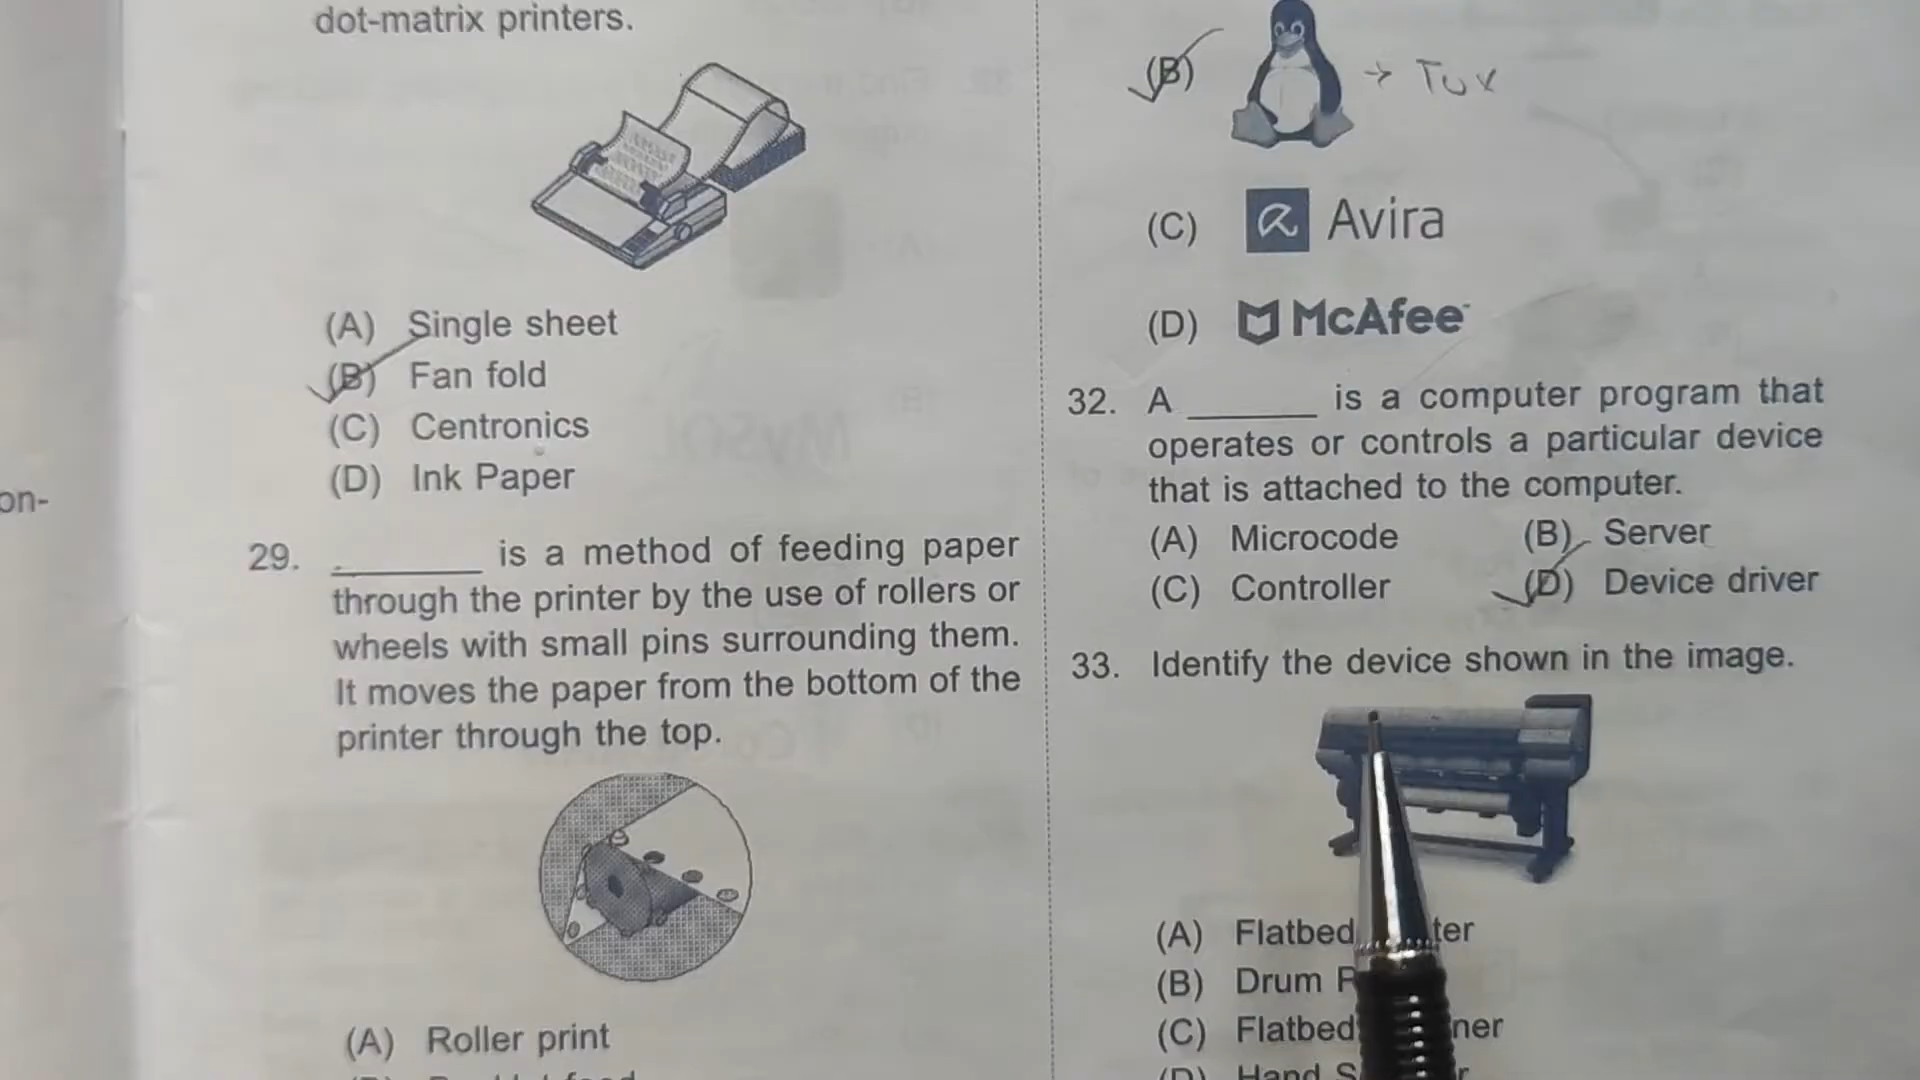 dot-matrix printers.
(A) Single sheet
(B) Fan fold
(C) Centronics
(D) Ink Paper
on-
29. ________ is a method of feeding paper
through the printer by the use of rollers or
wheels with small pins surrounding them.
It moves the paper from the bottom of the
printer through the top.
(A) Roller print
(B) → Tux
(C) Avira
(D) McAfee
32. A _______ is a computer program that
operates or controls a particular device
that is attached to the computer.
(A) Microcode (B) Server
(C) Controller (D) Device driver
33. Identify the device shown in the image.
(A) Flatbed
(B) Drum
(C) Flatbed
(D) Hand